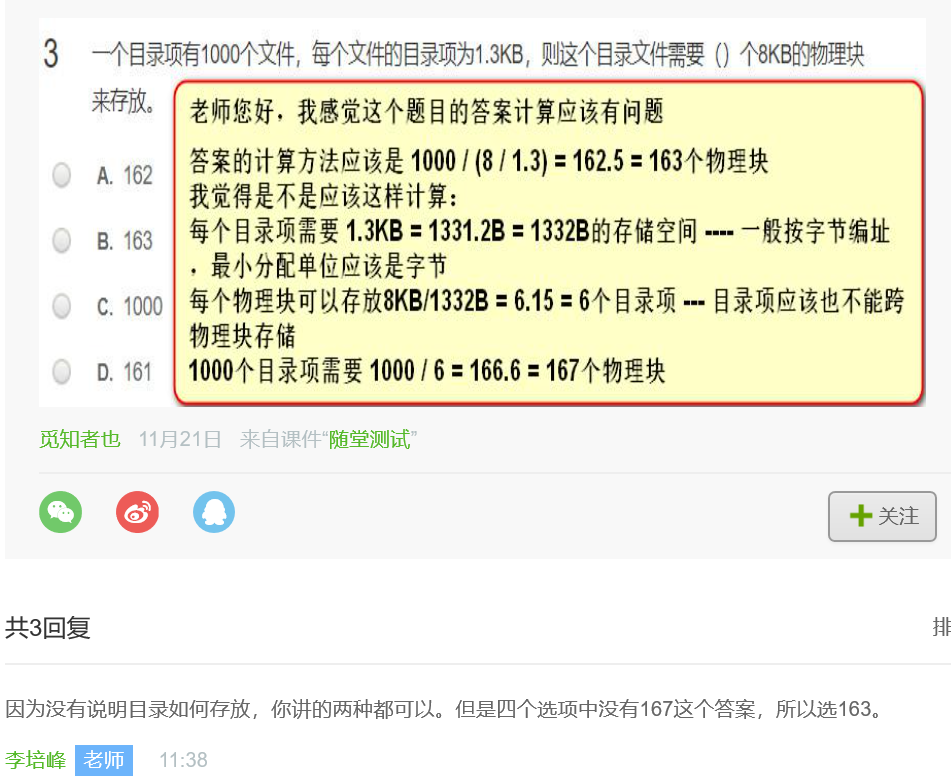 3 一个目录项有1000个文件，每个文件的目录项为1.3KB，则这个目录文件需要（）个8KB的物理块
来存放。
老师您好，我感觉这个题目的答案计算应该有问题
答案的计算方法应该是 1000 / (8 / 1.3) = 162.5 = 163个物理块
我觉得是不是应该这样计算：
每个目录项需要 1.3KB = 1331.2B = 1332B的存储空间 ---- 一般按字节编址
，最小分配单位应该是字节
每个物理块可以存放8KB/1332B = 6.15 = 6个目录项 --- 目录项应该也不能跨
物理块存储
1000个目录项需要 1000 / 6 = 166.6 = 167个物理块
A. 162
B. 163
C. 1000
D. 161
觅知者也 11月21日 来自课件“随堂测试”
关注
共3回复
排
因为没有说明目录如何存放，你讲的两种都可以。但是四个选项中没有167这个答案，所以选163。
李培峰 老师 11:38